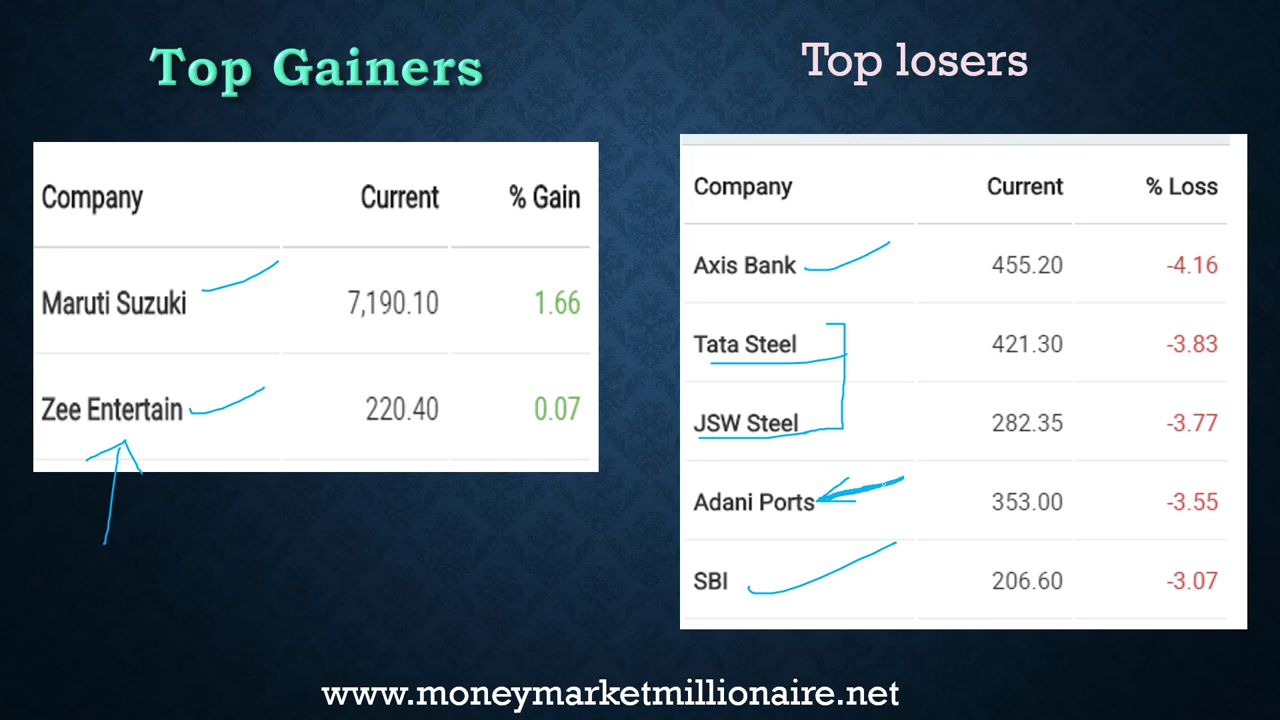 Top Gainers
Company Current % Gain
Maruti Suzuki 7,190.10 1.66
Zee Entertain 220.40 0.07
Top losers
Company Current % Loss
Axis Bank 455.20 -4.16
Tata Steel 421.30 -3.83
JSW Steel 282.35 -3.77
Adani Ports 353.00 -3.55
SBI 206.60 -3.07
www.moneymarketmillionaire.net